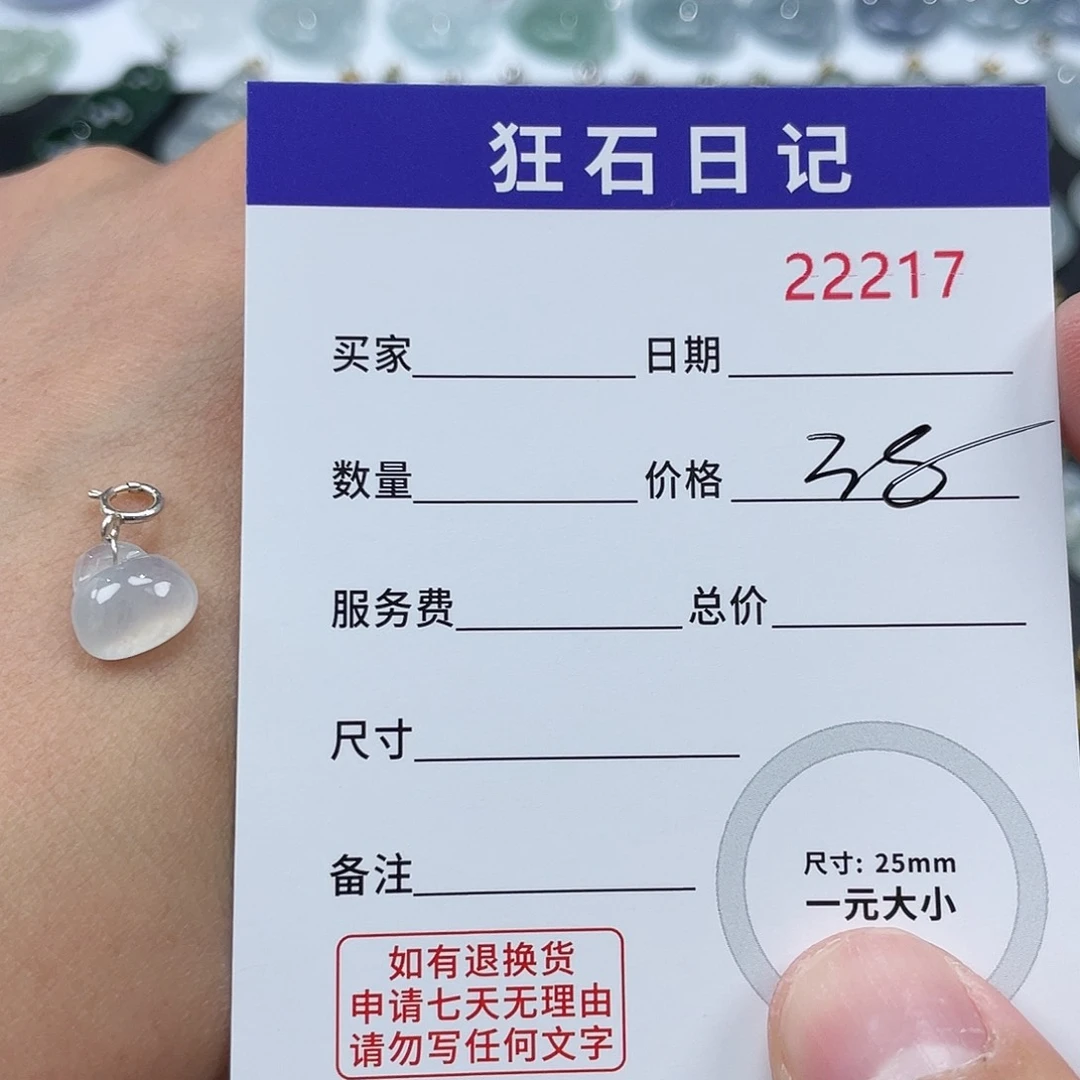 狂石日记
22217
买家 日期
数量 价格 38
服务费 总价
尺寸
备注
尺寸: 25mm
一元大小
如有退换货
申请七天无理由
请勿写任何文字